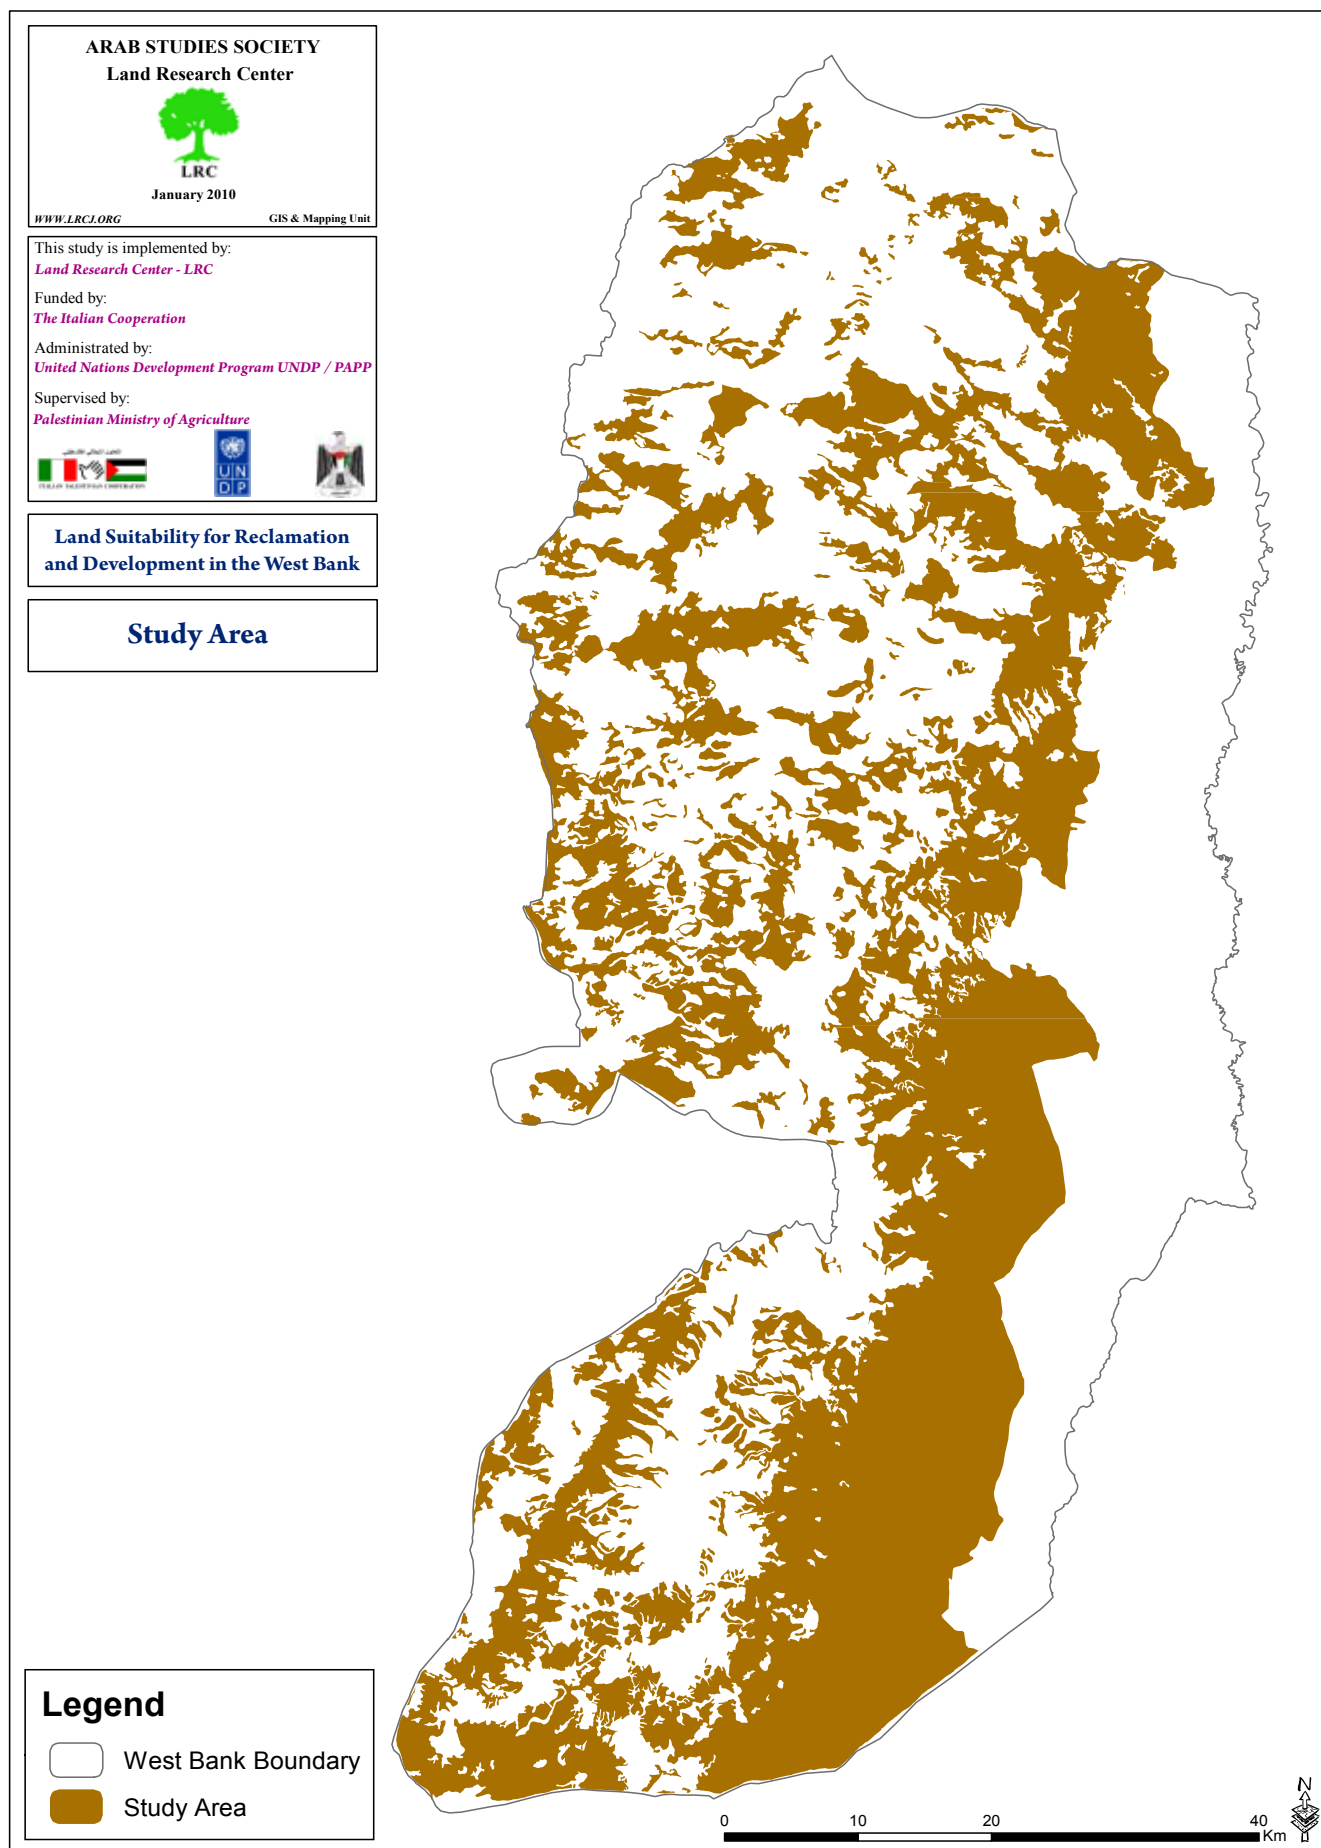 ARAB STUDIES SOCIETY
Land Research Center
LRC
January 2010
WWW.LRCJ.ORG GIS & Mapping Unit
This study is implemented by:
Land Research Center - LRC
Funded by:
The Italian Cooperation
Administrated by:
United Nations Development Program UNDP / PAPP
Supervised by:
Palestinian Ministry of Agriculture
UN
DP
ITALIAN PALESTINIAN COOPERATION
Land Suitability for Reclamation
and Development in the West Bank
Study Area
Legend
West Bank Boundary
Study Area
0 10 20 40
Km
N